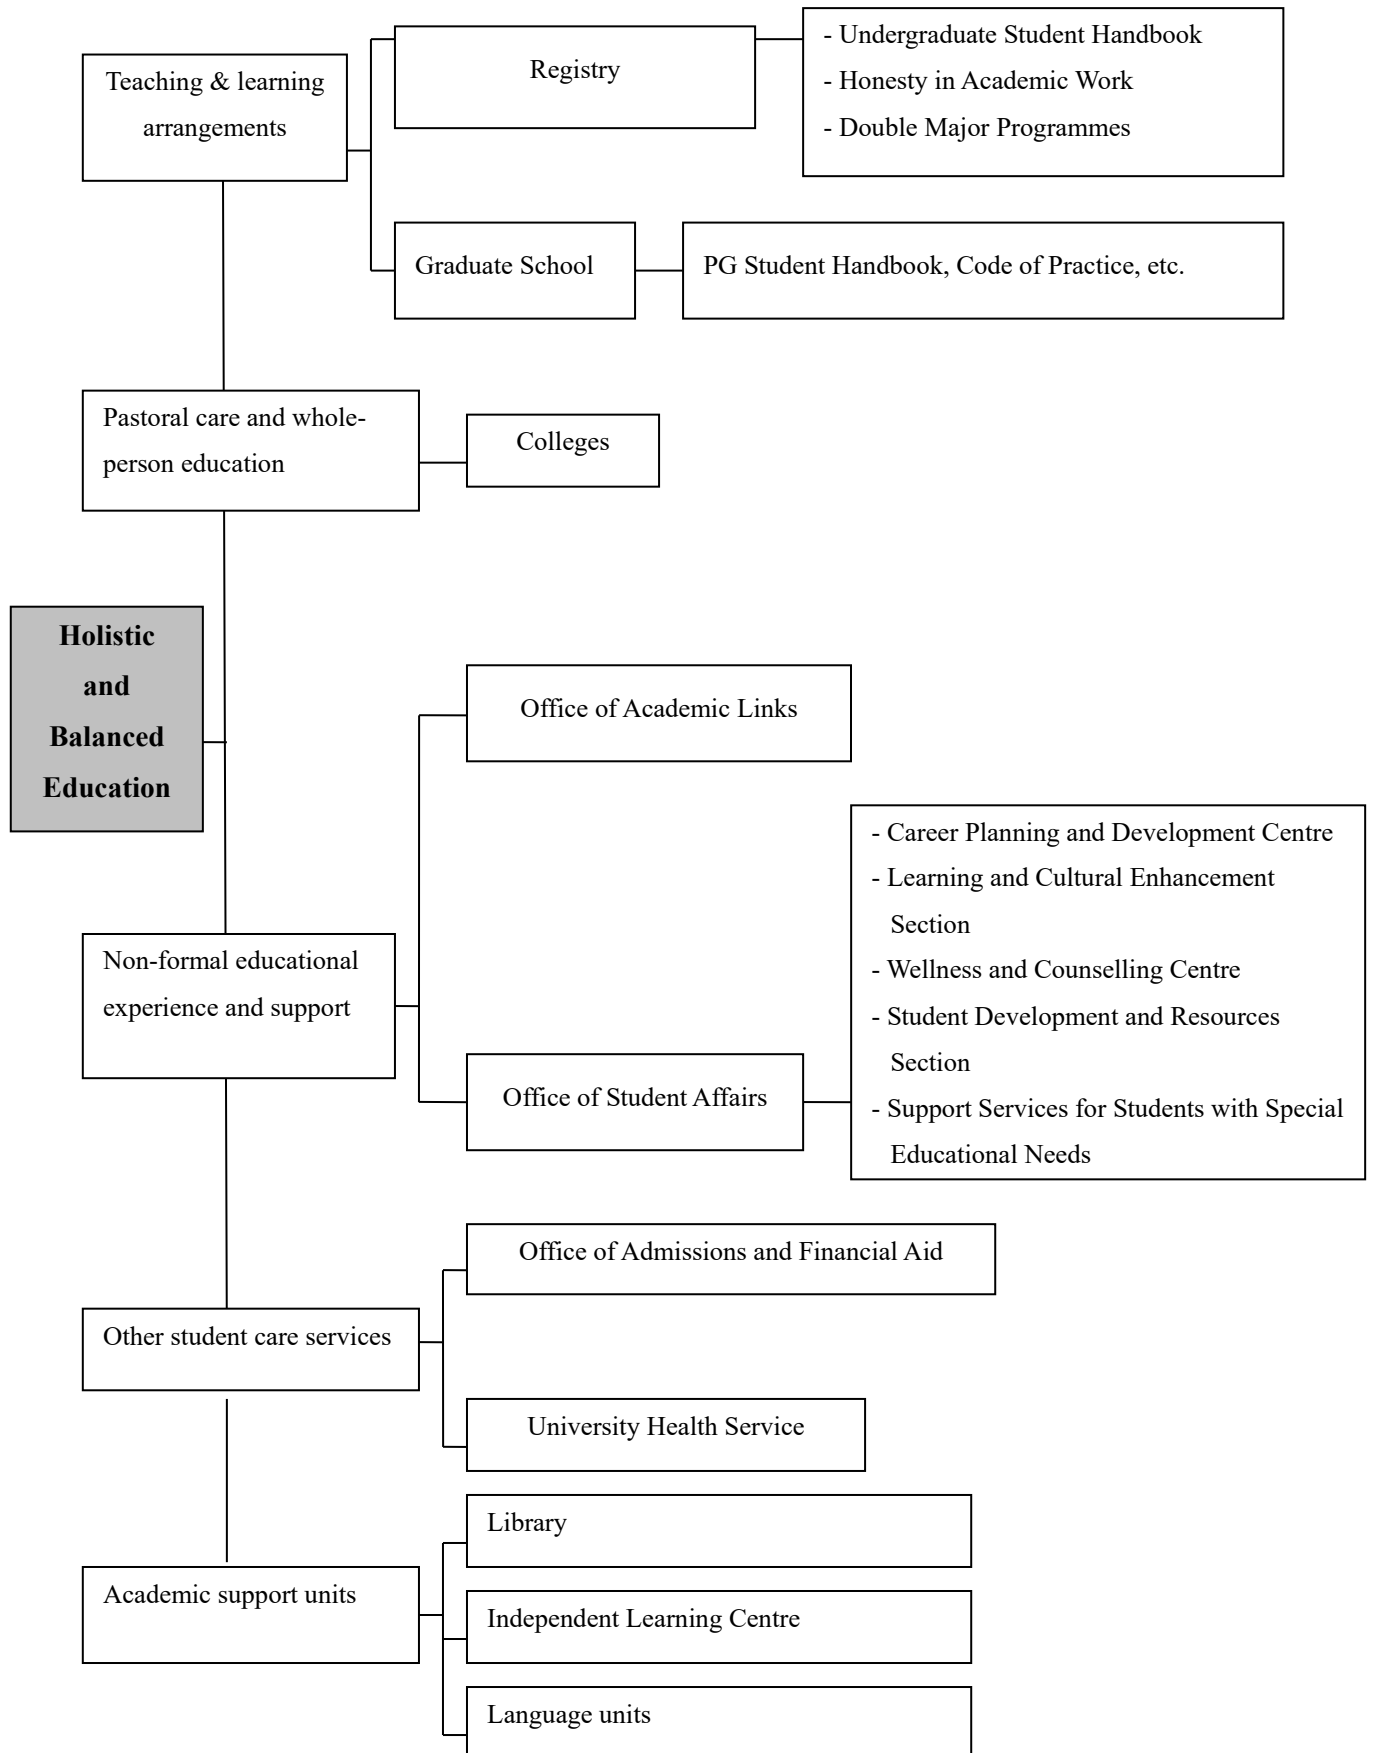 Teaching & learning
arrangements
Registry
- Undergraduate Student Handbook
- Honesty in Academic Work
- Double Major Programmes
Graduate School
PG Student Handbook, Code of Practice, etc.
Pastoral care and whole-
person education
Colleges
Holistic
and
Balanced
Education
Office of Academic Links
Non-formal educational
experience and support
Office of Student Affairs
- Career Planning and Development Centre
- Learning and Cultural Enhancement
Section
- Wellness and Counselling Centre
- Student Development and Resources
Section
- Support Services for Students with Special
Educational Needs
Other student care services
Office of Admissions and Financial Aid
University Health Service
Academic support units
Library
Independent Learning Centre
Language units